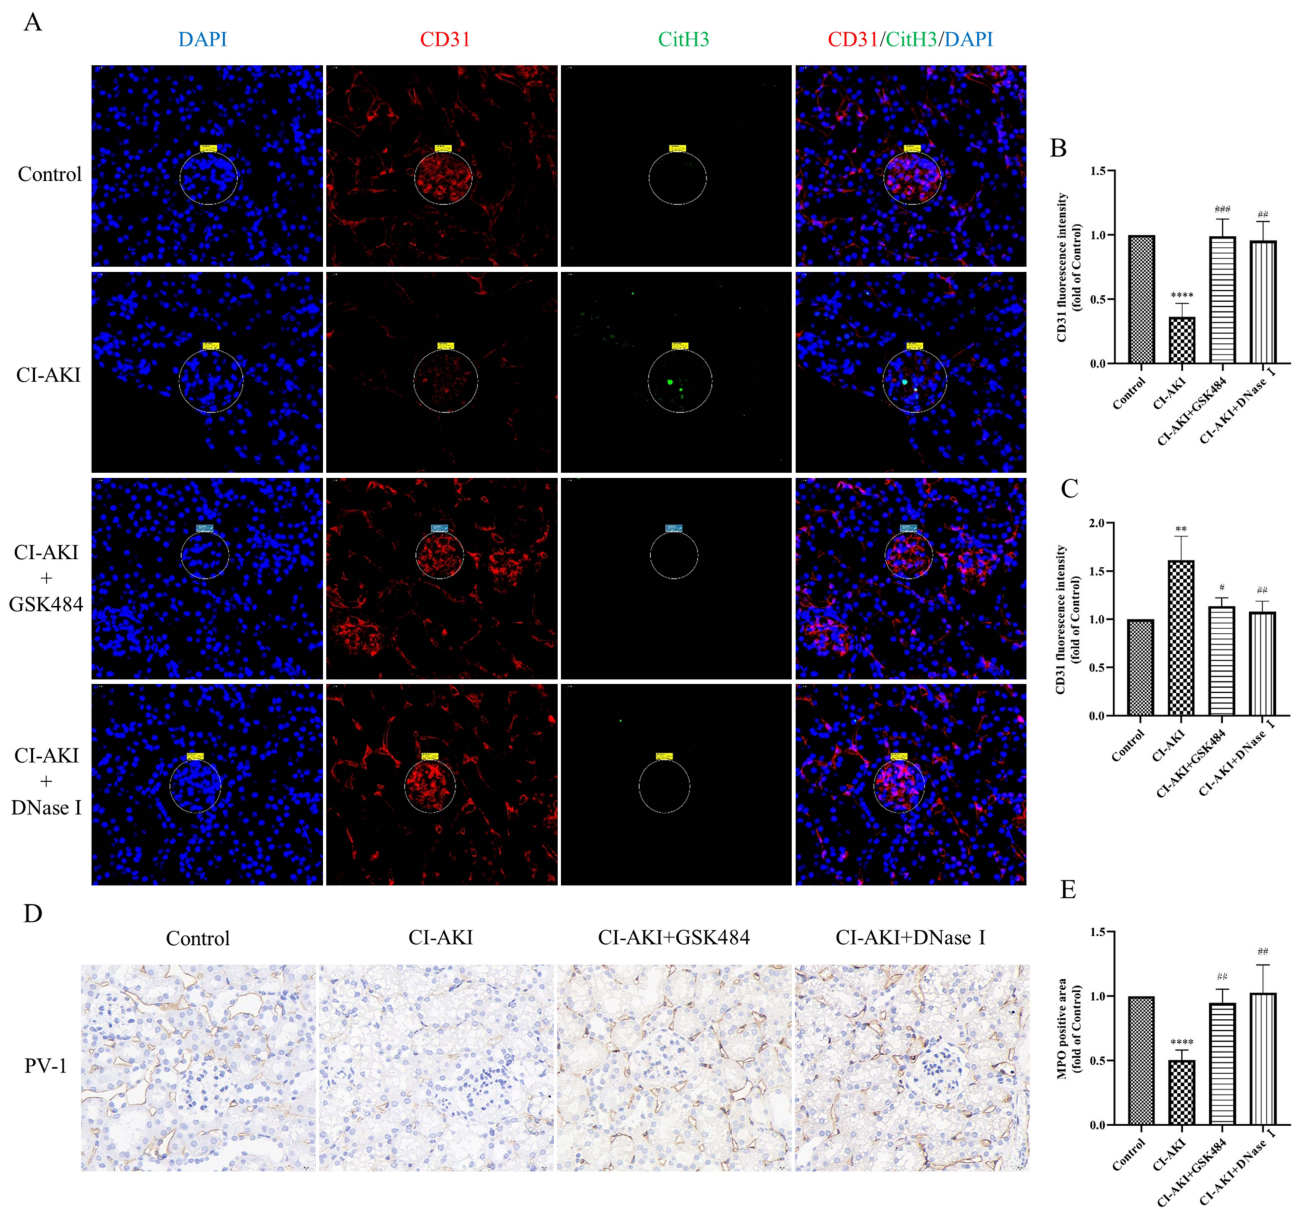 A
DAPI
CD31
CitH3
CD31/CitH3/DAPI
Control
CI-AKI
CI-AKI
+
GSK484
CI-AKI
+
DNase I
B
CD31 fluorescence intensity
(fold of Control)
1.5
1.0
0.5
0.0
****
###
##
Control
CI-AKI
CI-AKI+GSK484
CI-AKI+DNase I
C
CD31 fluorescence intensity
(fold of Control)
2.0
1.5
1.0
0.5
0.0
**
#
##
Control
CI-AKI
CI-AKI+GSK484
CI-AKI+DNase I
D
Control
CI-AKI
CI-AKI+GSK484
CI-AKI+DNase I
PV-1
E
MPO positive area
(fold of Control)
1.5
1.0
0.5
0.0
****
##
##
Control
CI-AKI
CI-AKI+GSK484
CI-AKI+DNase I